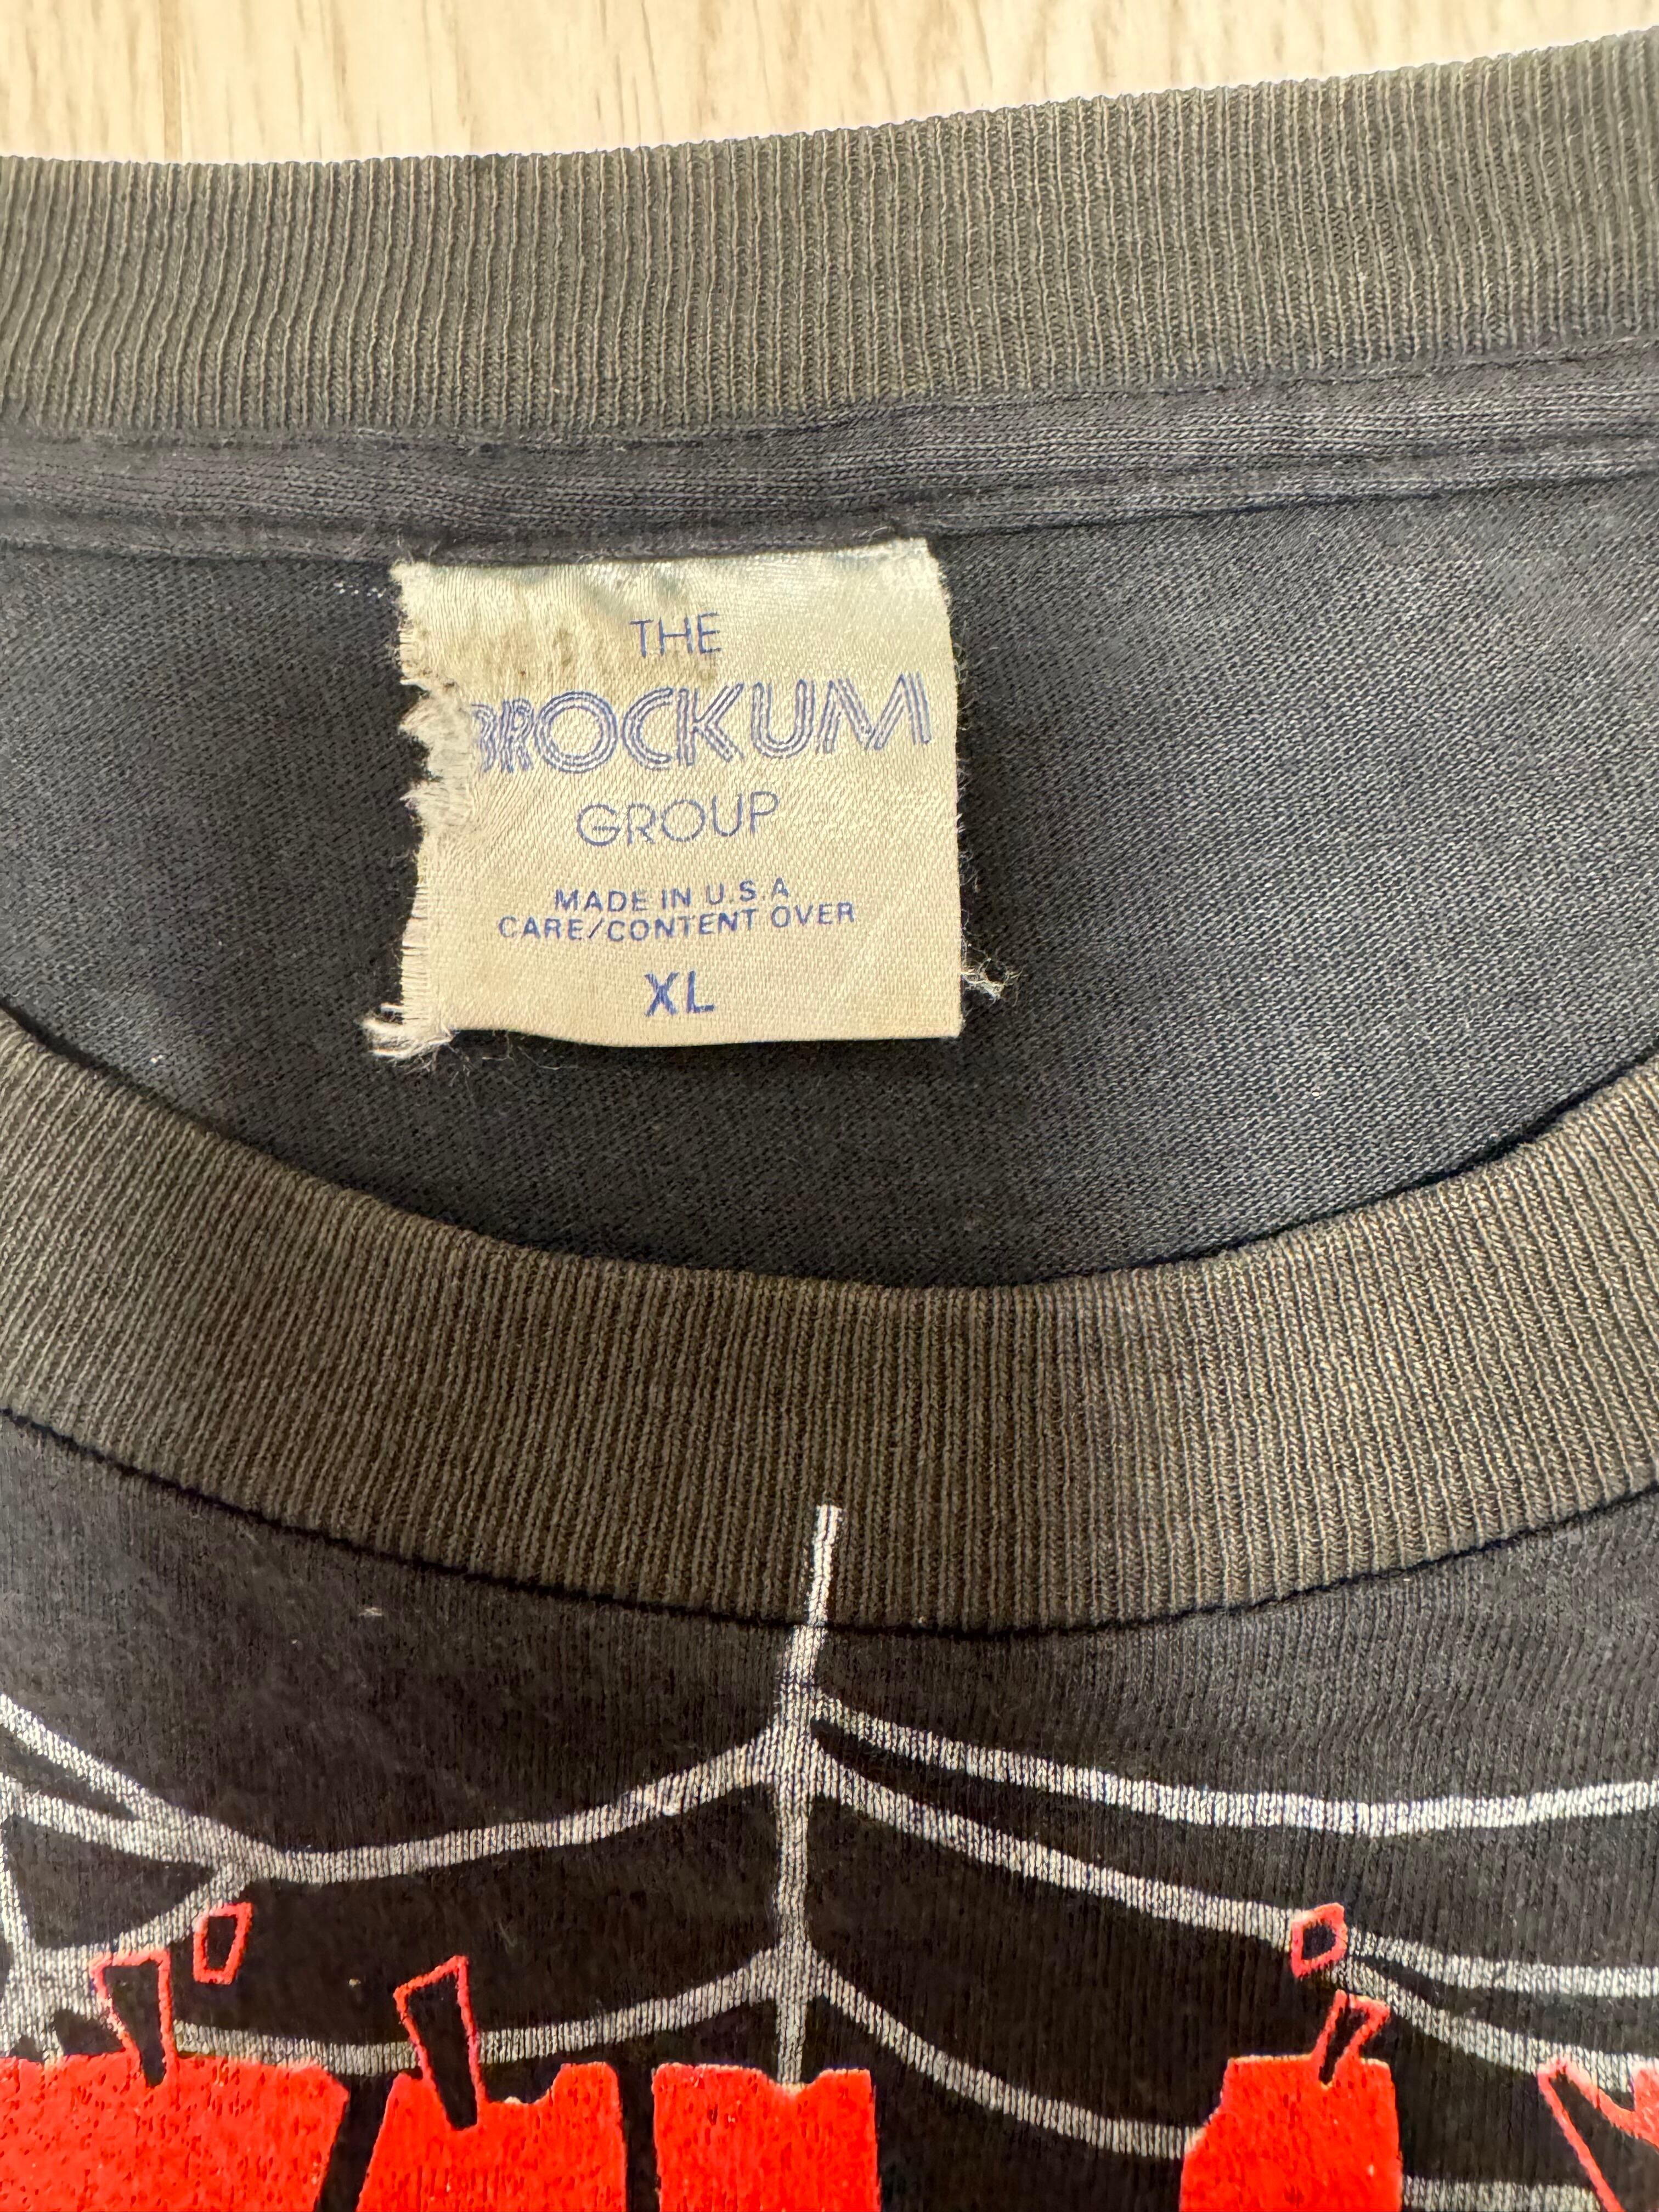 THE
BROCKUM
GROUP
MADE IN U.S.A
CARE/CONTENT OVER
XL